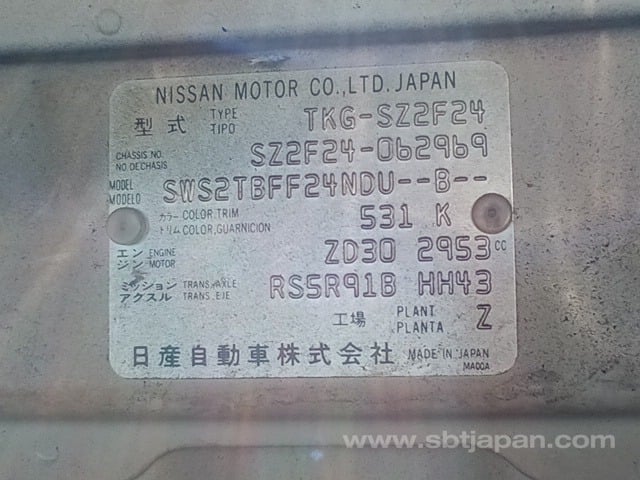 NISSAN MOTOR CO.,LTD. JAPAN
型式 TYPE TIPO TKG-SZ2F24
CHASSIS NO. NO.DECHASIS SZ2F24-062969
MODEL MODELO SWS2TBFF24NDU--B--
カラー COLOR,TRIM トリム COLOR,GUARNICION 531 K
エンジン ENGINE MOTOR ZD30 2953 CC
ミッション TRANS. AXLE アクスル TRANS. EJE RS5R91B HH43
工場 PLANT PLANTA Z
日産自動車株式会社 MADE IN JAPAN
MA00A
www.sbtjapan.com